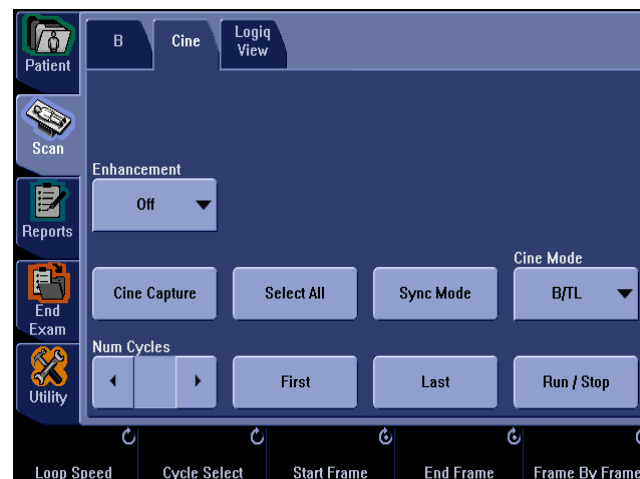 Patient
B
Cine
Logiq
View
Scan
Enhancement
Off
Reports
Cine Mode
Cine Capture
Select All
Sync Mode
B/TL
End
Exam
Num Cycles
First
Last
Run / Stop
Utility
Loop Speed
Cycle Select
Start Frame
End Frame
Frame By Frame